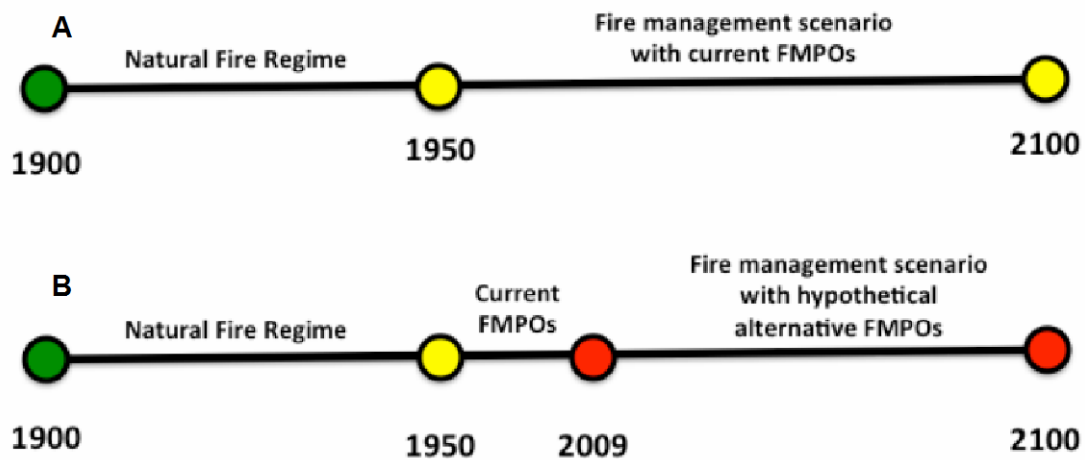 A
Natural Fire Regime
Fire management scenario
with current FMPOs
1900
1950
2100
B
Natural Fire Regime
Current
FMPOs
Fire management scenario
with hypothetical
alternative FMPOs
1900
1950
2009
2100